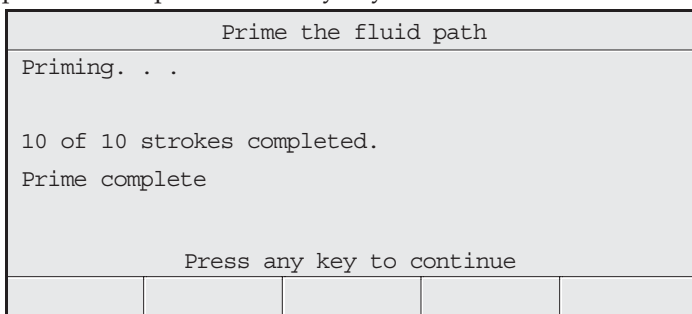 Prime the fluid path
Priming. . .
10 of 10 strokes completed.
Prime complete
Press any key to continue